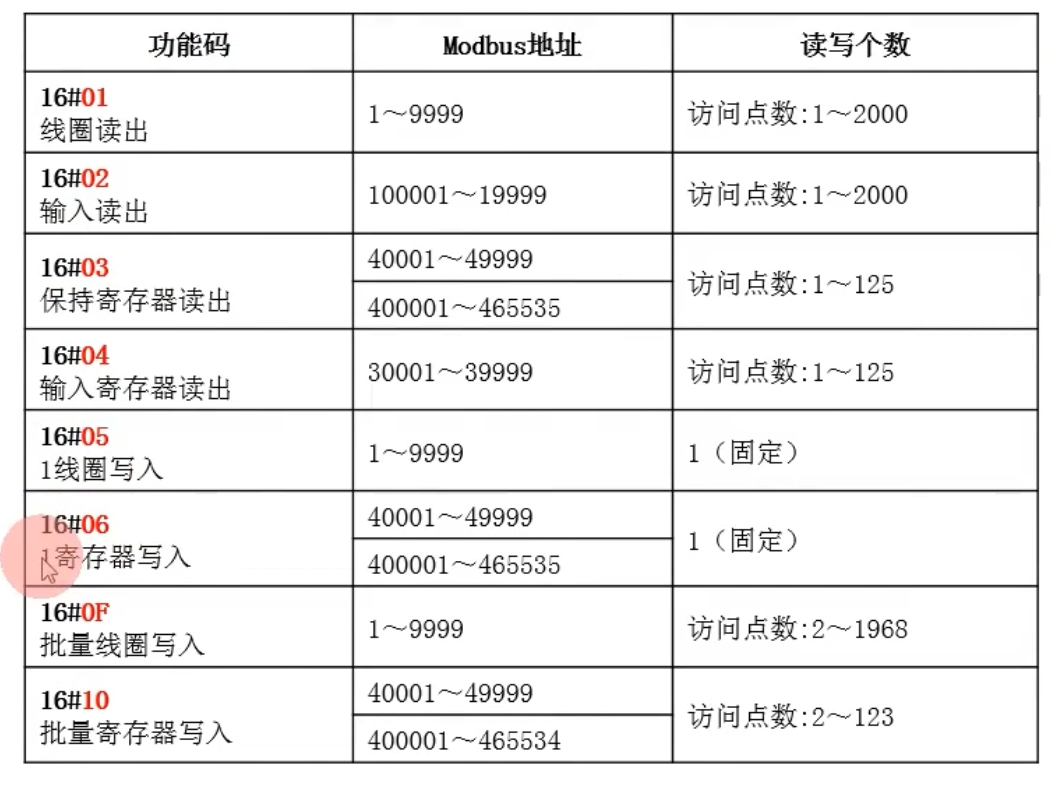 功能码 Modbus地址 读写个数
16#01
线圈读出
1～9999
访问点数:1～2000
16#02
输入读出
100001～19999
访问点数:1～2000
16#03
保持寄存器读出
40001～49999
400001～465535
访问点数:1～125
16#04
输入寄存器读出
30001～39999
访问点数:1～125
16#05
1线圈写入
1～9999
1（固定）
16#06
1寄存器写入
40001～49999
400001～465535
1（固定）
16#0F
批量线圈写入
1～9999
访问点数:2～1968
16#10
批量寄存器写入
40001～49999
400001～465534
访问点数:2～123